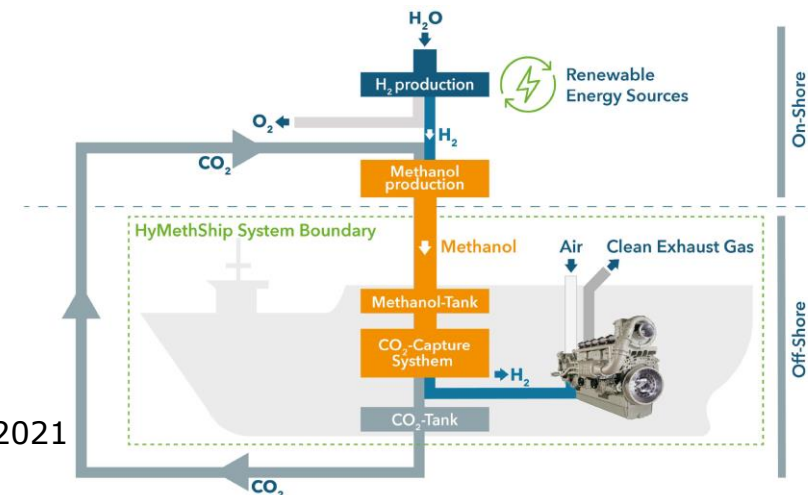 H₂O
H₂ production
Renewable
Energy Sources
O₂
H₂
CO₂
Methanol
production
On-Shore
HyMethShip System Boundary
Methanol
Air
Clean Exhaust Gas
Methanol-Tank
CO₂-Capture
Systhem
H₂
CO₂-Tank
Off-Shore
2021
CO₂